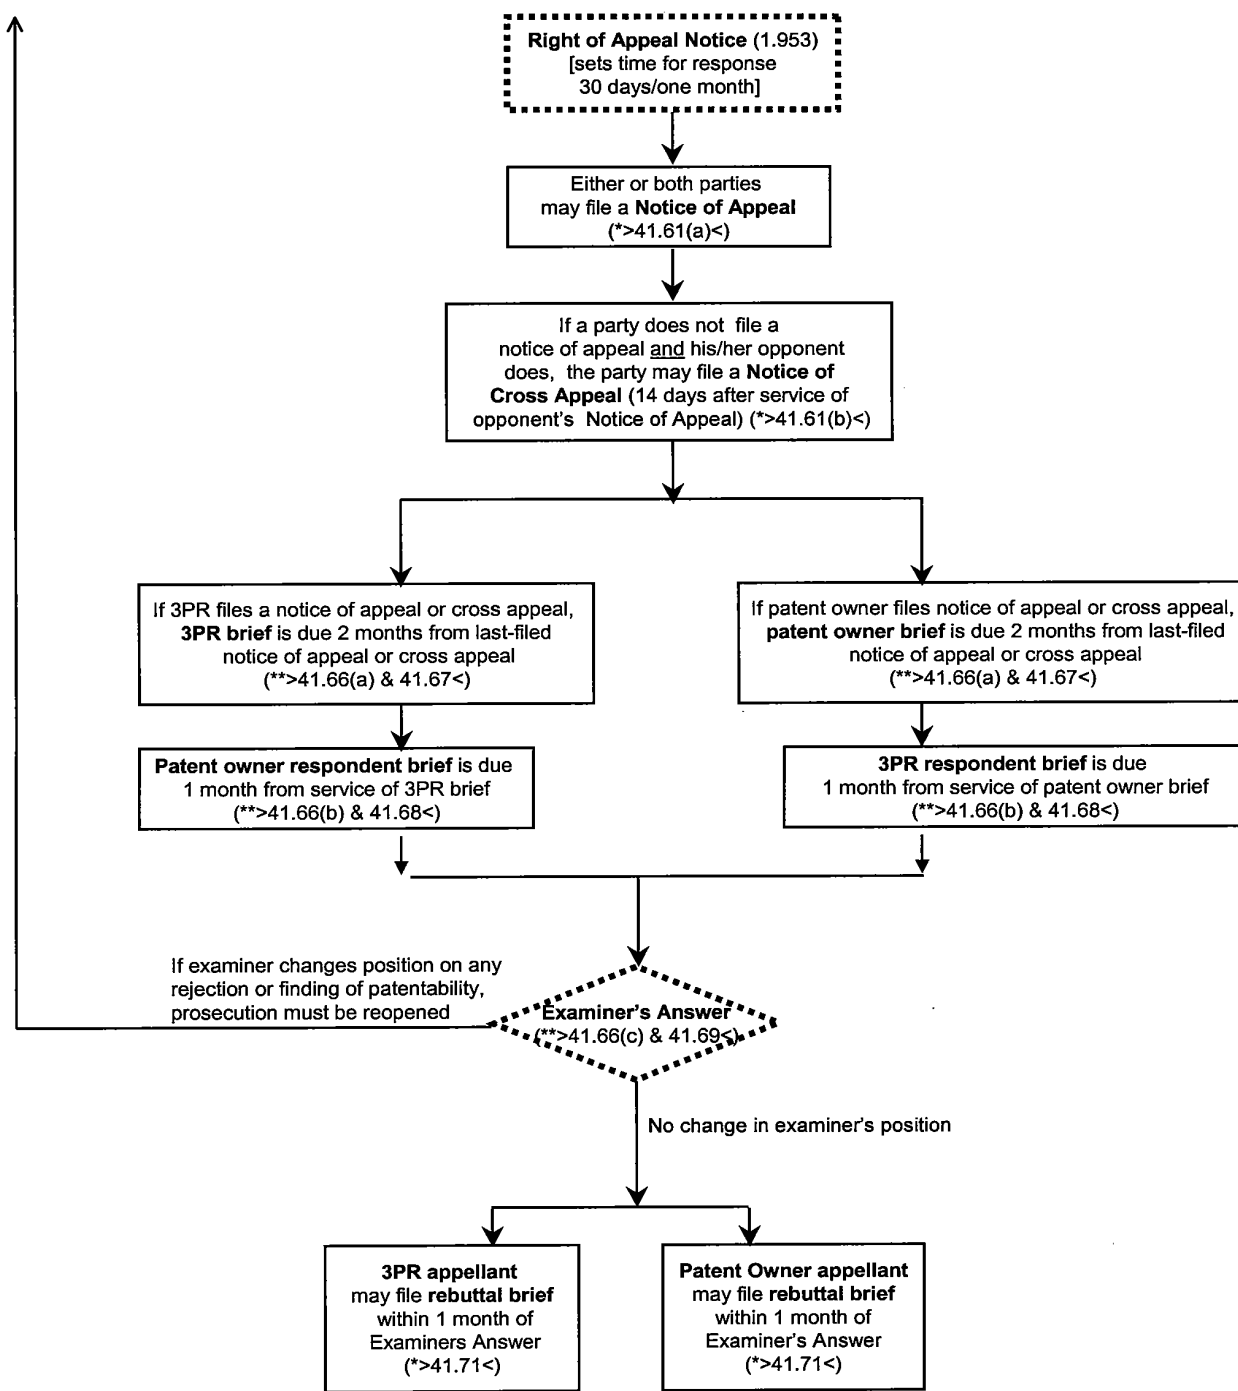 Right of Appeal Notice (1.953)
[sets time for response
30 days/one month]
Either or both parties
may file a Notice of Appeal
(*>41.61(a)<)
If a party does not file a
notice of appeal and his/her opponent
does, the party may file a Notice of
Cross Appeal (14 days after service of
opponent's Notice of Appeal) (*>41.61(b)<)
If 3PR files a notice of appeal or cross appeal,
3PR brief is due 2 months from last-filed
notice of appeal or cross appeal
(**>41.66(a) & 41.67<)
If patent owner files notice of appeal or cross appeal,
patent owner brief is due 2 months from last-filed
notice of appeal or cross appeal
(**>41.66(a) & 41.67<)
Patent owner respondent brief is due
1 month from service of 3PR brief
(**>41.66(b) & 41.68<)
3PR respondent brief is due
1 month from service of patent owner brief
(**>41.66(b) & 41.68<)
If examiner changes position on any
rejection or finding of patentability,
prosecution must be reopened
Examiner's Answer
(**>41.66(c) & 41.69<)
No change in examiner's position
3PR appellant
may file rebuttal brief
within 1 month of
Examiners Answer
(*>41.71<)
Patent Owner appellant
may file rebuttal brief
within 1 month of
Examiner's Answer
(*>41.71<)